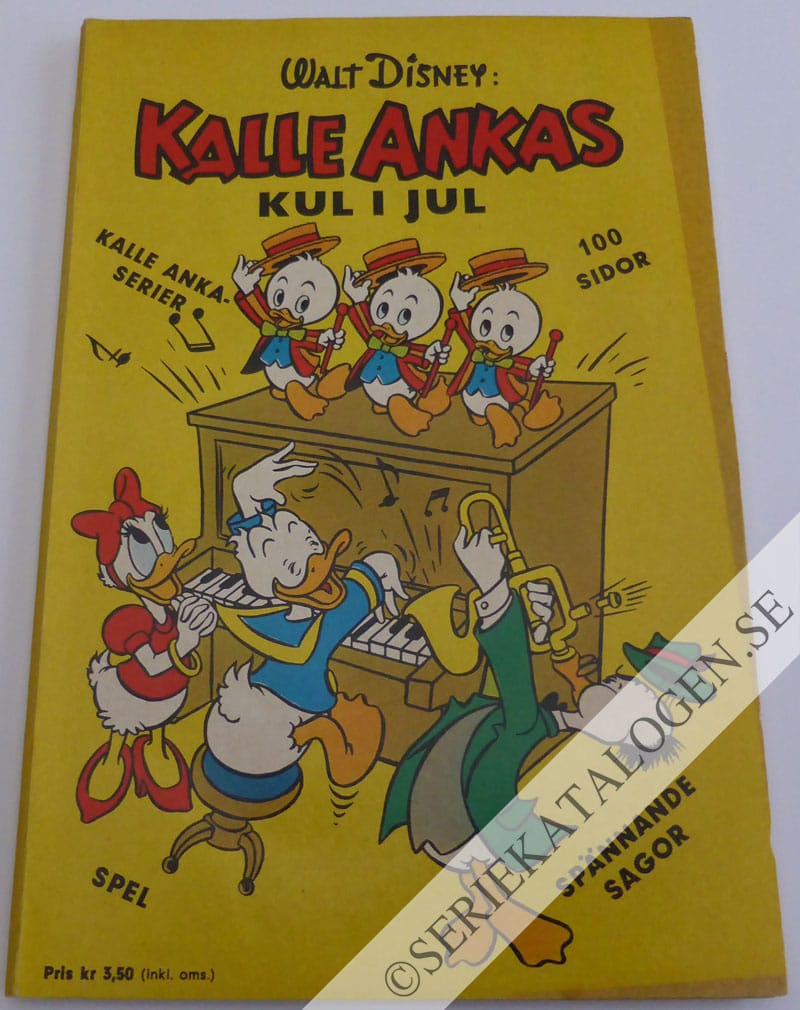 WALT DISNEY:
KALLE ANKAS
KUL I JUL
KALLE ANKA-
SERIER
100
SIDOR
SPEL
SPÄNNANDE
SAGOR
Pris kr 3,50 (inkl. oms.)
©SERIEKATALOGEN.SE